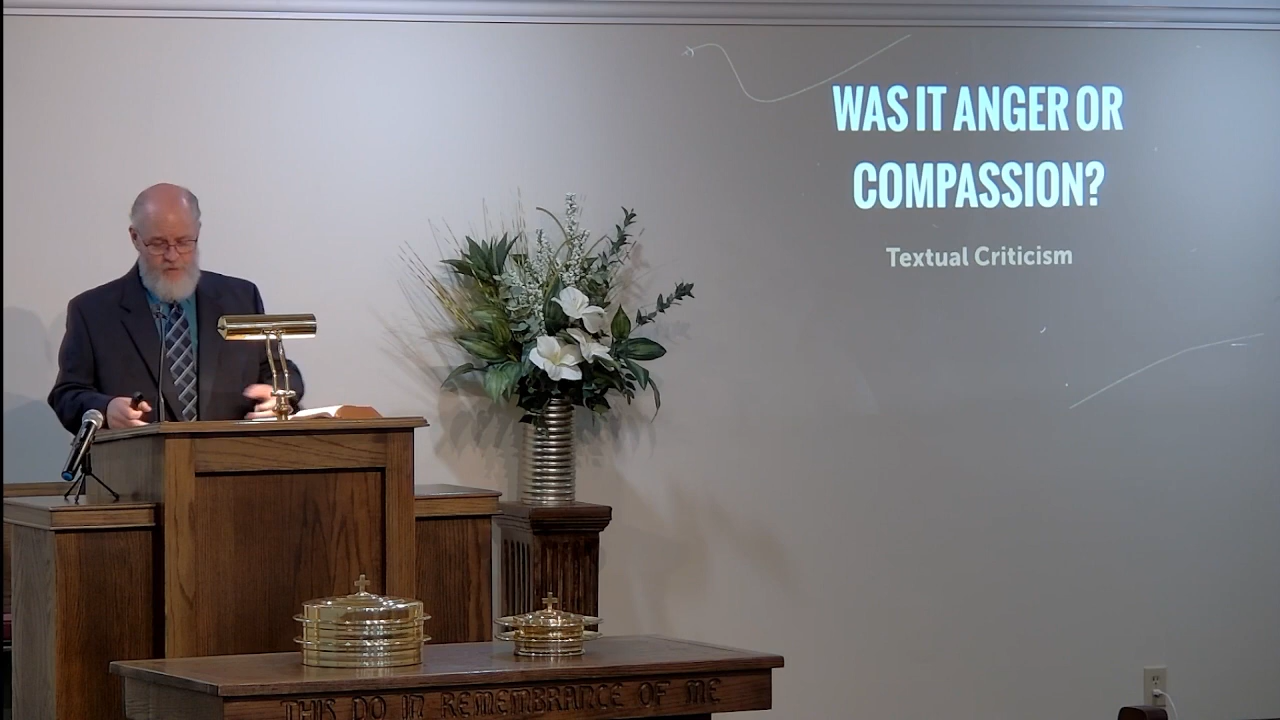 WAS IT ANGER OR
COMPASSION?
Textual Criticism
THIS DO IN REMEMBRANCE OF ME